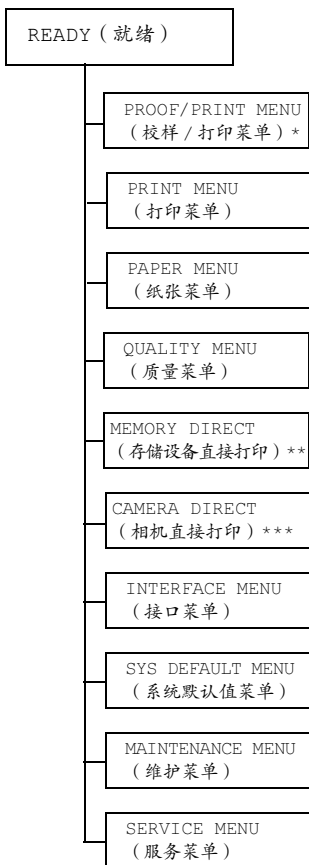 READY（就绪）
PROOF/PRINT MENU
（校样 / 打印菜单）*
PRINT MENU
（打印菜单）
PAPER MENU
（纸张菜单）
QUALITY MENU
（质量菜单）
MEMORY DIRECT
（存储设备直接打印）**
CAMERA DIRECT
（相机直接打印）***
INTERFACE MENU
（接口菜单）
SYS DEFAULT MENU
（系统默认值菜单）
MAINTENANCE MENU
（维护菜单）
SERVICE MENU
（服务菜单）